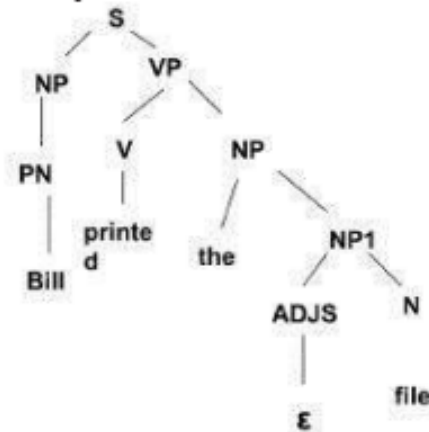 S
NP VP
V NP
PN
printe
d
the NP1
Bill
ADJS N
file
ε